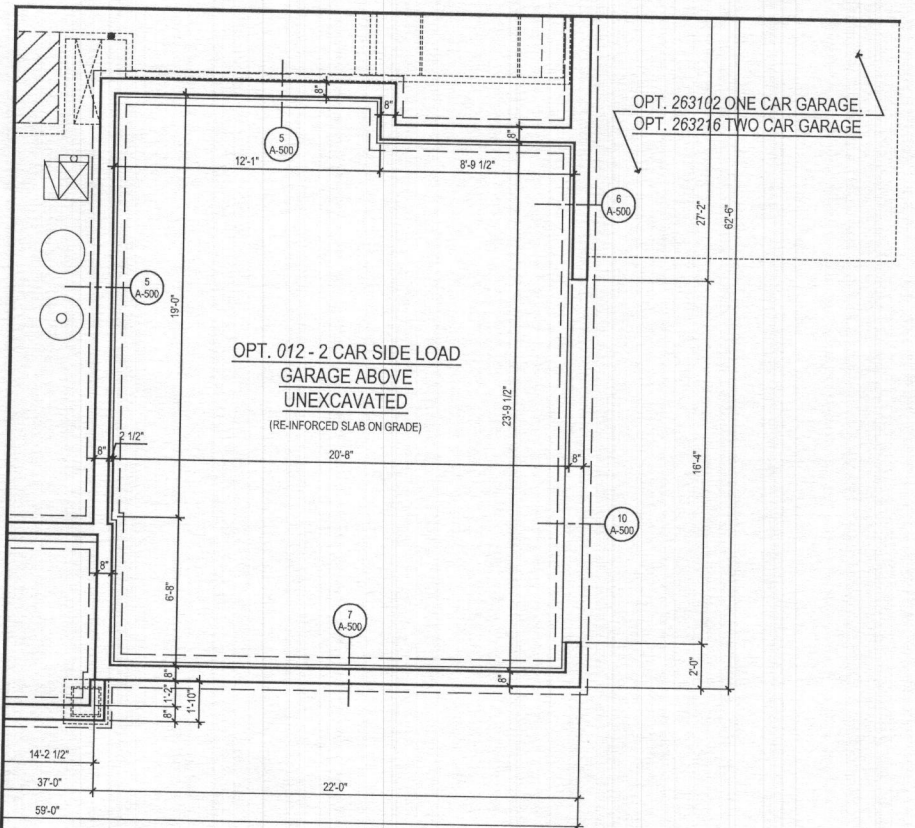 OPT. 263102 ONE CAR GARAGE.
OPT. 263216 TWO CAR GARAGE
8"
8"
8"
5
A-500
12'-1"
8'-9 1/2"
6
A-500
27'-2"
62'-6"
5
A-500
19'-0"
OPT. 012 - 2 CAR SIDE LOAD
GARAGE ABOVE
UNEXCAVATED
(RE-INFORCED SLAB ON GRADE)
23'-9 1/2"
2 1/2"
8"
20'-8"
8"
16'-4"
10
A-500
8"
6'-8"
7
A-500
8"
8"
2'-0"
1'-2"
8"
1'-10"
14'-2 1/2"
37'-0"
22'-0"
59'-0"